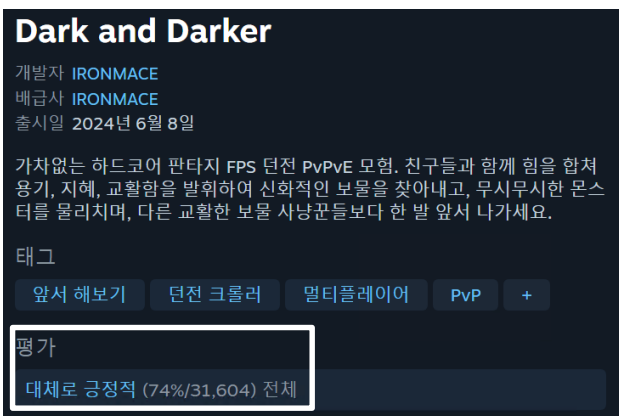 Dark and Darker
개발자 IRONMACE
배급사 IRONMACE
출시일 2024년 6월 8일
가차없는 하드코어 판타지 FPS 던전 PvPvE 모험. 친구들과 함께 힘을 합쳐
용기, 지혜, 교활함을 발휘하여 신화적인 보물을 찾아내고, 무시무시한 몬스
터를 물리치며, 다른 교활한 보물 사냥꾼들보다 한 발 앞서 나가세요.
태그
앞서 해보기 던전 크롤러 멀티플레이어 PvP +
평가
대체로 긍정적 (74%/31,604) 전체